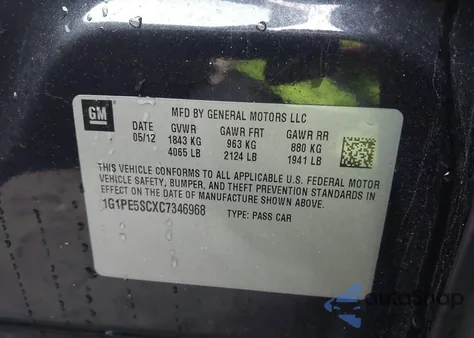 GM
MFD BY GENERAL MOTORS LLC
DATE GVWR GAWR FRT GAWR RR
05/12 1843 KG 963 KG 880 KG
4065 LB 2124 LB 1941 LB
THIS VEHICLE CONFORMS TO ALL APPLICABLE U.S. FEDERAL MOTOR
VEHICLE SAFETY, BUMPER, AND THEFT PREVENTION STANDARDS IN
EFFECT ON THE DATE OF MANUFACTURE SHOWN ABOVE.
1G1PE5SCXC7346968 TYPE: PASS CAR
autosnap